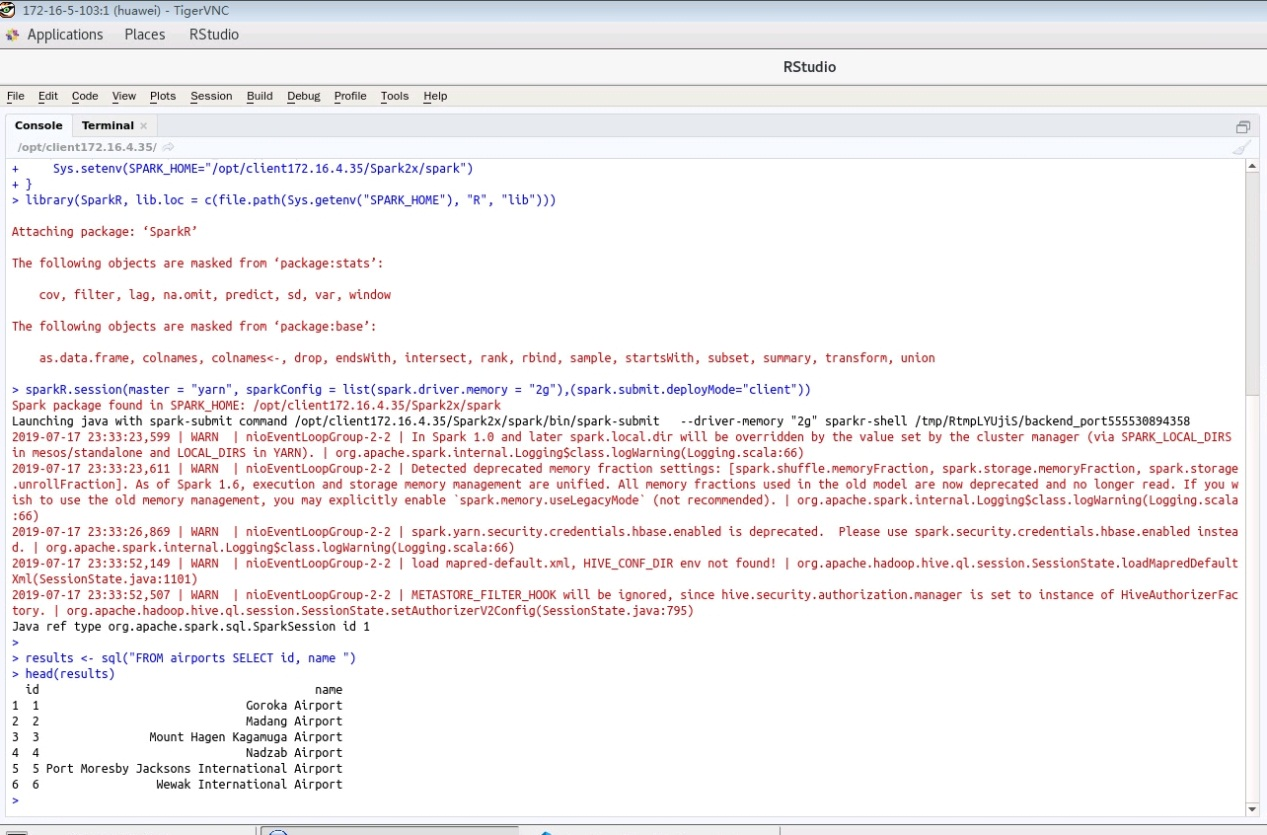 172-16-5-103:1 (huawei) - TigerVNC
Applications Places RStudio
RStudio
File Edit Code View Plots Session Build Debug Profile Tools Help
Console Terminal ×
/opt/client172.16.4.35/
+     Sys.setenv(SPARK_HOME="/opt/client172.16.4.35/Spark2x/spark")
+ }
> library(SparkR, lib.loc = c(file.path(Sys.getenv("SPARK_HOME"), "R", "lib")))
Attaching package: ‘SparkR’
The following objects are masked from ‘package:stats’:
    cov, filter, lag, na.omit, predict, sd, var, window
The following objects are masked from ‘package:base’:
    as.data.frame, colnames, colnames<-, drop, endsWith, intersect, rank, rbind, sample, startsWith, subset, summary, transform, union
> sparkR.session(master = "yarn", sparkConfig = list(spark.driver.memory = "2g"),(spark.submit.deployMode="client"))
Spark package found in SPARK_HOME: /opt/client172.16.4.35/Spark2x/spark
Launching java with spark-submit command /opt/client172.16.4.35/Spark2x/spark/bin/spark-submit   --driver-memory "2g" sparkr-shell /tmp/RtmpLYUjiS/backend_port555530894358
2019-07-17 23:33:23,599 | WARN  | nioEventLoopGroup-2-2 | In Spark 1.0 and later spark.local.dir will be overridden by the value set by the cluster manager (via SPARK_LOCAL_DIRS
in mesos/standalone and LOCAL_DIRS in YARN). | org.apache.spark.internal.Logging$class.logWarning(Logging.scala:66)
2019-07-17 23:33:23,611 | WARN  | nioEventLoopGroup-2-2 | Detected deprecated memory fraction settings: [spark.shuffle.memoryFraction, spark.storage.memoryFraction, spark.storage
.unrollFraction]. As of Spark 1.6, execution and storage memory management are unified. All memory fractions used in the old model are now deprecated and no longer read. If you w
ish to use the old memory management, you may explicitly enable `spark.memory.useLegacyMode` (not recommended). | org.apache.spark.internal.Logging$class.logWarning(Logging.scala
:66)
2019-07-17 23:33:26,869 | WARN  | nioEventLoopGroup-2-2 | spark.yarn.security.credentials.hbase.enabled is deprecated.  Please use spark.security.credentials.hbase.enabled instea
d. | org.apache.spark.internal.Logging$class.logWarning(Logging.scala:66)
2019-07-17 23:33:52,149 | WARN  | nioEventLoopGroup-2-2 | load mapred-default.xml, HIVE_CONF_DIR env not found! | org.apache.hadoop.hive.ql.session.SessionState.loadMapredDefault
Xml(SessionState.java:1101)
2019-07-17 23:33:52,507 | WARN  | nioEventLoopGroup-2-2 | METASTORE_FILTER_HOOK will be ignored, since hive.security.authorization.manager is set to instance of HiveAuthorizerFac
tory. | org.apache.hadoop.hive.ql.session.SessionState.setAuthorizerV2Config(SessionState.java:795)
Java ref type org.apache.spark.sql.SparkSession id 1
>
> results <- sql("FROM airports SELECT id, name ")
> head(results)
  id                                     name
1  1                           Goroka Airport
2  2                           Madang Airport
3  3             Mount Hagen Kagamuga Airport
4  4                           Nadzab Airport
5  5 Port Moresby Jacksons International Airport
6  6              Wewak International Airport
>